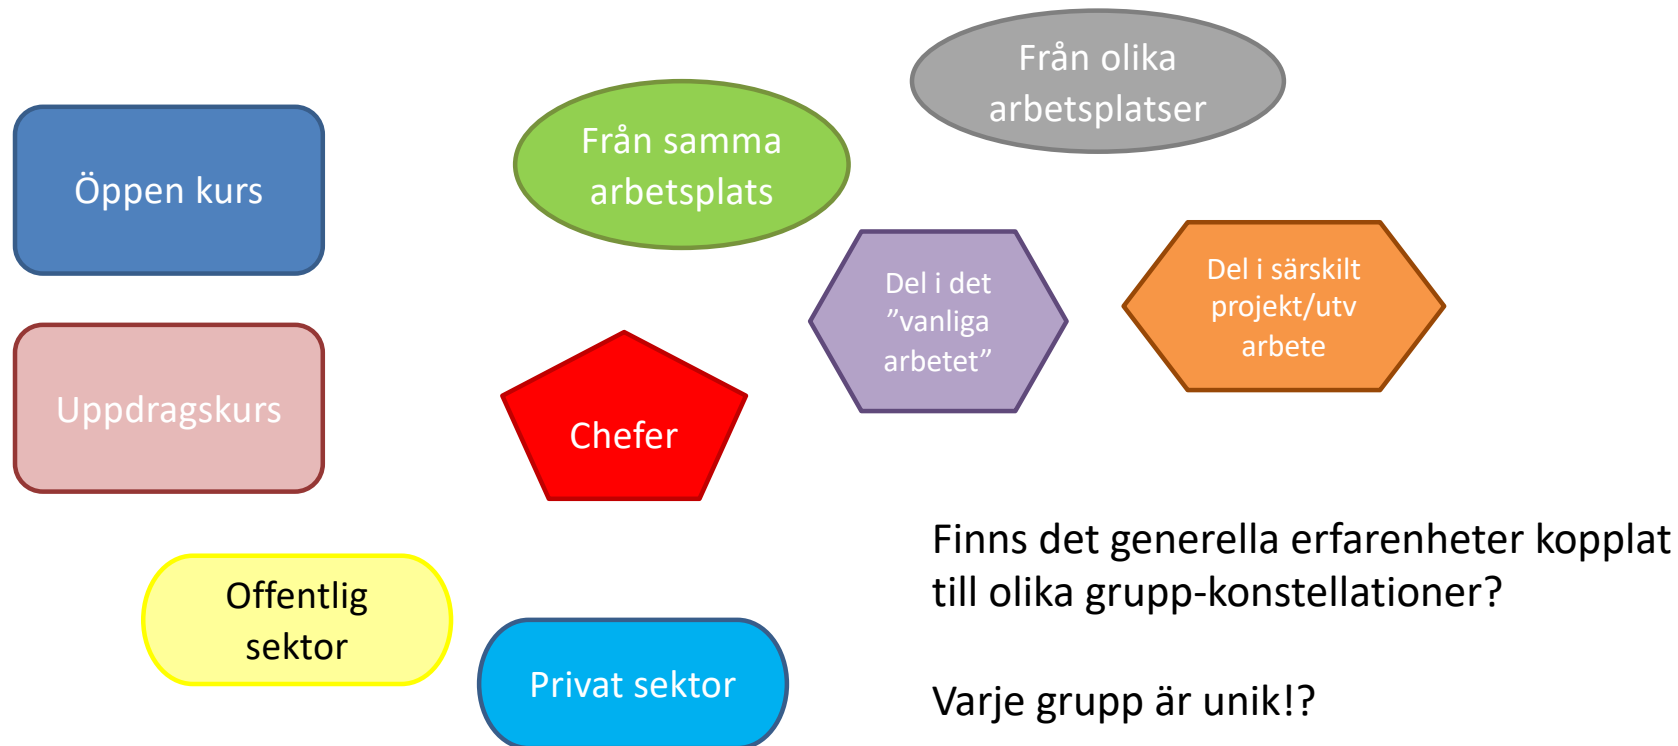 Från olika
arbetsplatser
Från samma
arbetsplats
Öppen kurs
Del i det
”vanliga
arbetet”
Del i särskilt
projekt/utv
arbete
Uppdragskurs
Chefer
Finns det generella erfarenheter kopplat
till olika grupp-konstellationer?
Offentlig
sektor
Privat sektor
Varje grupp är unik!?